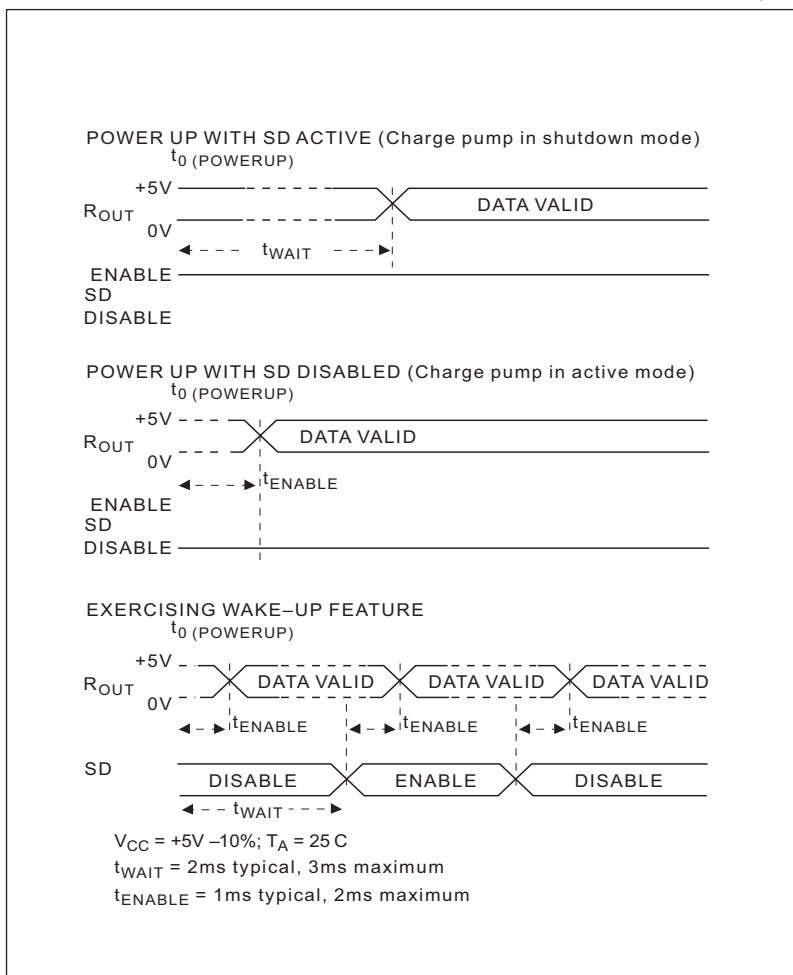 POWER UP WITH SD ACTIVE (Charge pump in shutdown mode)
t0 (POWERUP)
+5V
ROUT
DATA VALID
0V
tWAIT
ENABLE
SD
DISABLE
POWER UP WITH SD DISABLED (Charge pump in active mode)
t0 (POWERUP)
+5V
ROUT
DATA VALID
0V
tENABLE
ENABLE
SD
DISABLE
EXERCISING WAKE–UP FEATURE
t0 (POWERUP)
+5V
ROUT
DATA VALID DATA VALID DATA VALID
0V
tENABLE tENABLE tENABLE
SD
DISABLE ENABLE DISABLE
tWAIT
VCC = +5V –10%; TA = 25 C
tWAIT = 2ms typical, 3ms maximum
tENABLE = 1ms typical, 2ms maximum